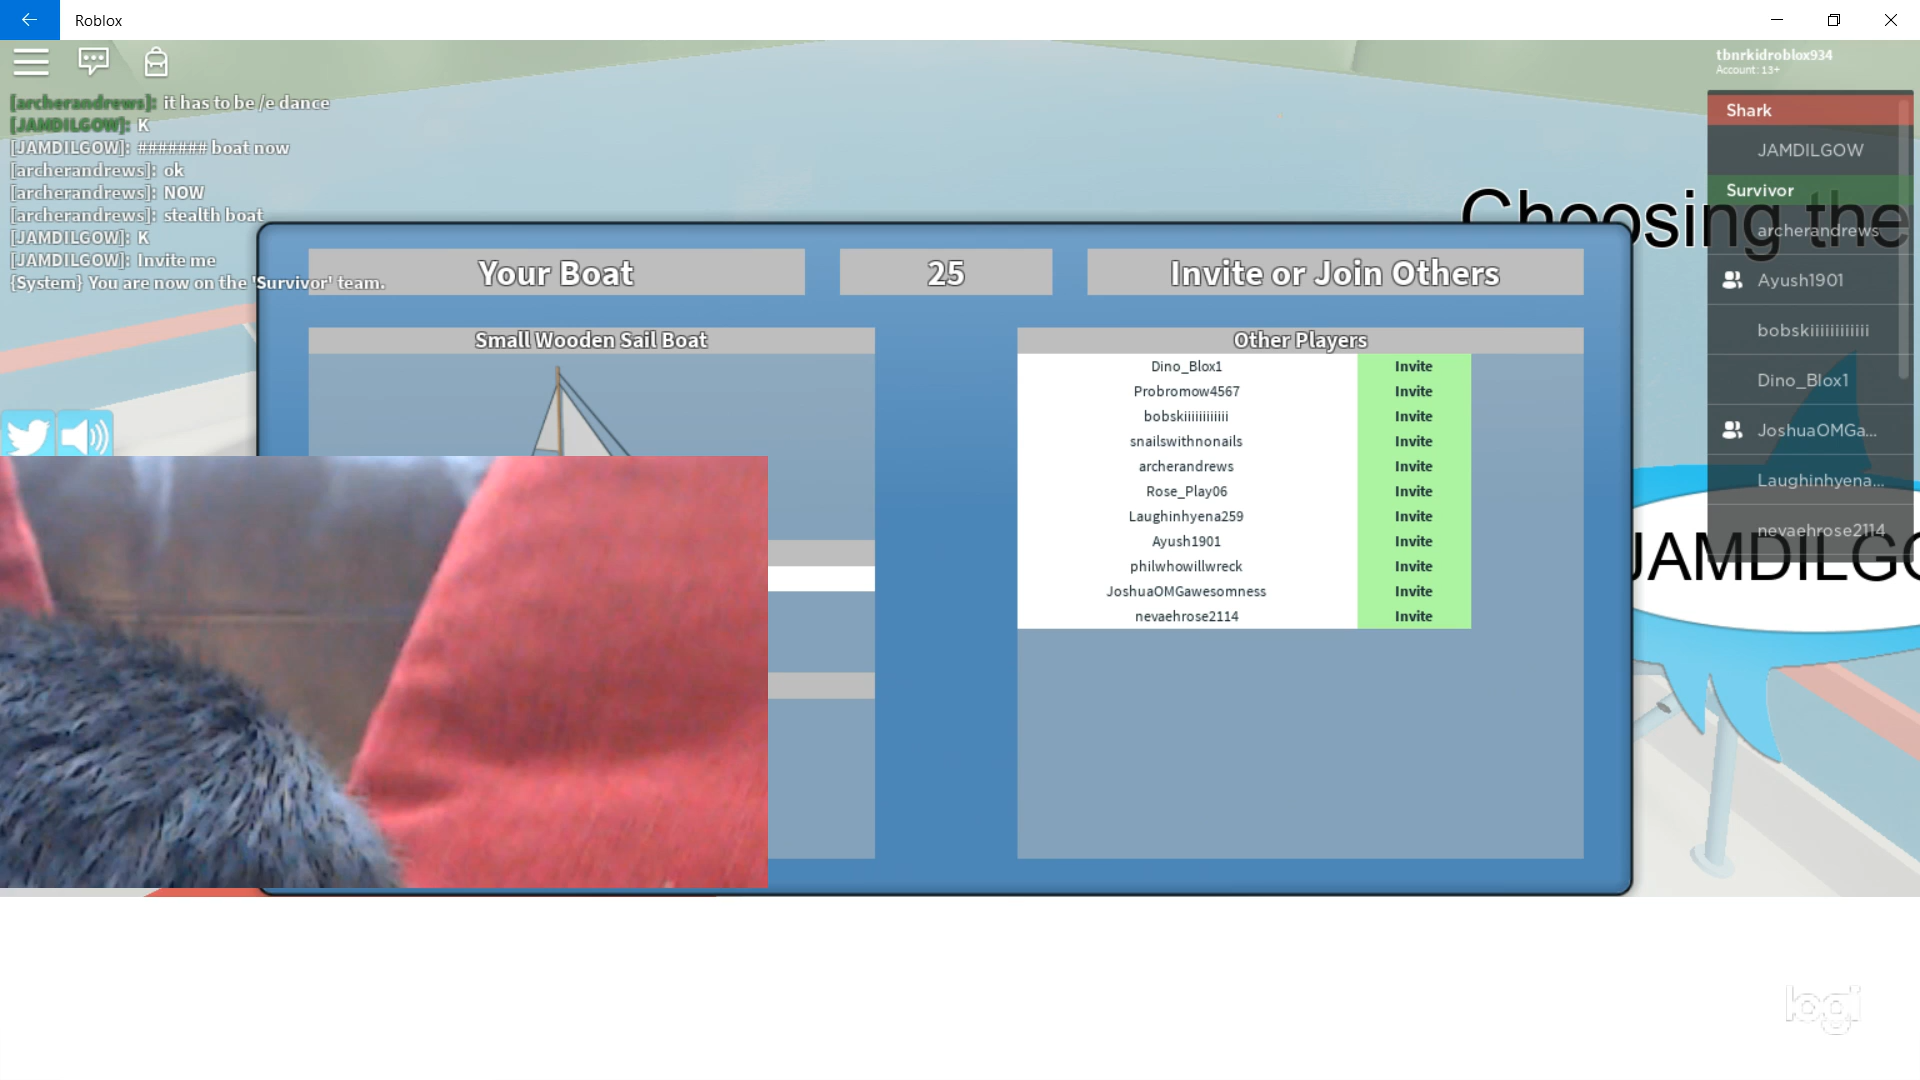 Roblox
tbnrkidroblox934
Account: 13+
[archerandrews]: it has to be /e dance
[JAMDILGOW]: K
[JAMDILGOW]: ####### boat now
[archerandrews]: ok
[archerandrews]: NOW
[archerandrews]: stealth boat
[JAMDILGOW]: K
[JAMDILGOW]: Invite me
{System} You are now on the 'Survivor' team.
Your Boat
25
Invite or Join Others
Small Wooden Sail Boat
Other Players
Dino_Blox1 Invite
Probromow4567 Invite
bobskiiiiiiiiiiii Invite
snailswithnonails Invite
archerandrews Invite
Rose_Play06 Invite
Laughinhyena259 Invite
Ayush1901 Invite
philwhowillwreck Invite
JoshuaOMGawesomness Invite
nevaehrose2114 Invite
Choosing the
JAMDILGO
Shark
JAMDILGOW
Survivor
archerandrews
Ayush1901
bobskiiiiiiiiiiii
Dino_Blox1
JoshuaOMGa...
Laughinhyena...
nevaehrose2114
logi